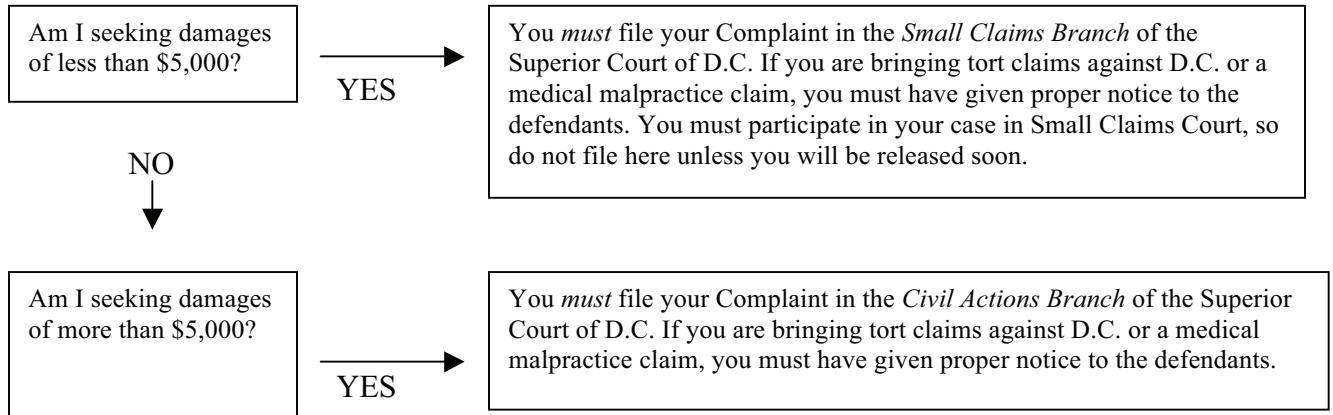 Am I seeking damages
of less than $5,000?
YES
You must file your Complaint in the Small Claims Branch of the
Superior Court of D.C. If you are bringing tort claims against D.C. or a
medical malpractice claim, you must have given proper notice to the
defendants. You must participate in your case in Small Claims Court, so
do not file here unless you will be released soon.
NO
Am I seeking damages
of more than $5,000?
YES
You must file your Complaint in the Civil Actions Branch of the Superior
Court of D.C. If you are bringing tort claims against D.C. or a medical
malpractice claim, you must have given proper notice to the defendants.